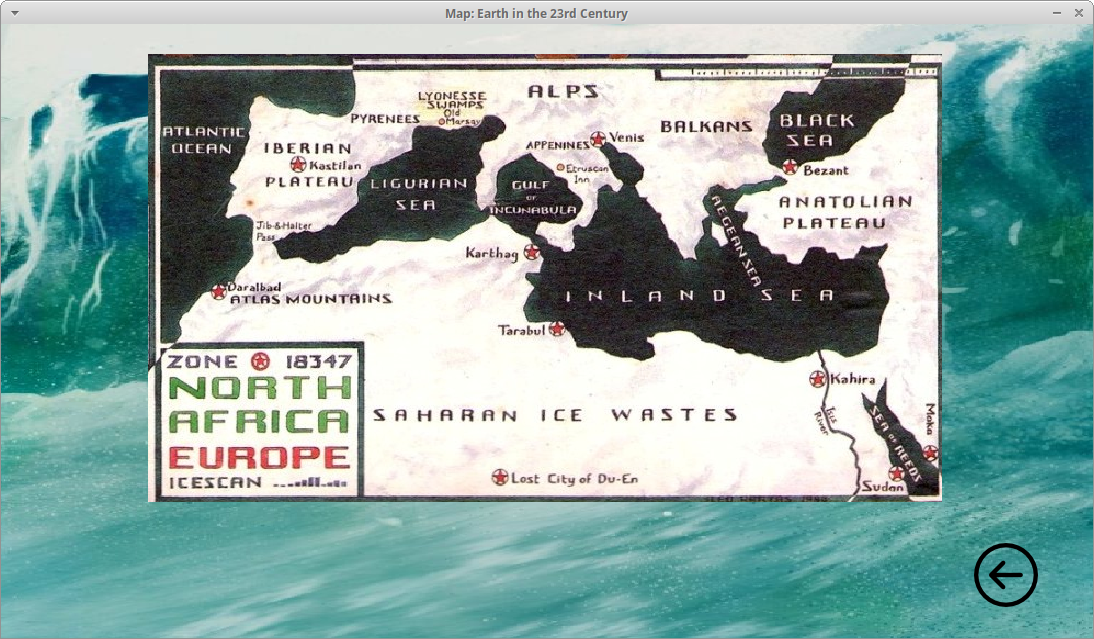 Map: Earth in the 23rd Century
ALPS
LYONESSE
SWAMPS
Old
Marsay
PYRENEES
BALKANS
BLACK
SEA
ATLANTIC
OCEAN
IBERIAN
Kastilan
PLATEAU
APPENINES
Venis
Etruscan
Inn
Bezant
LIGURIAN
SEA
GULF
OF
INCUNABULA
ANATOLIAN
PLATEAU
AEGEAN SEA
Jib & Halter
Pass
Karthag
Daralbad
ATLAS MOUNTAINS
INLAND SEA
Tarabul
ZONE 18347
NORTH
AFRICA
EUROPE
ICESCAN
SAHARAN ICE WASTES
Kahira
Isis
River
SEA OF REEDS
Moka
Lost City of Du-En
Sudan